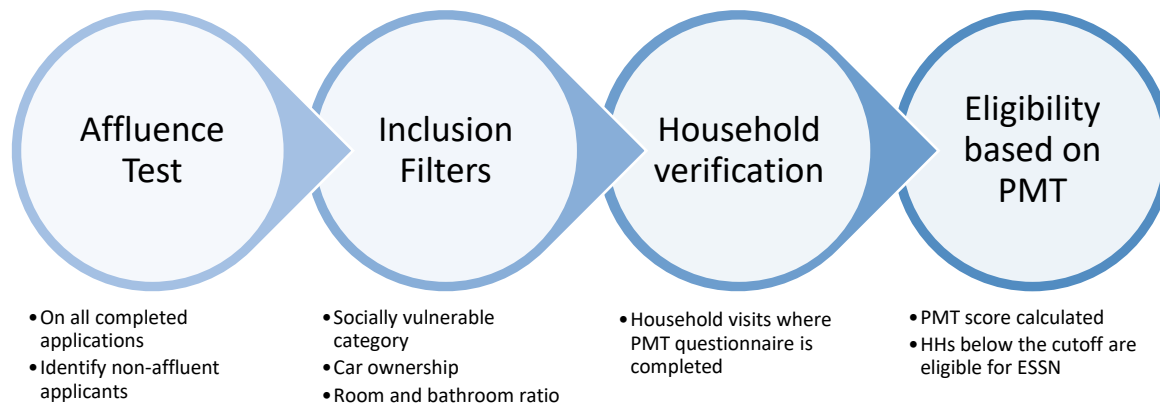 Affluence
Test
• On all completed
applications
• Identify non-affluent
applicants
Inclusion
Filters
• Socially vulnerable
category
• Car ownership
• Room and bathroom ratio
Household
verification
• Household visits where
PMT questionnaire is
completed
Eligibility
based on
PMT
• PMT score calculated
• HHs below the cutoff are
eligible for ESSN